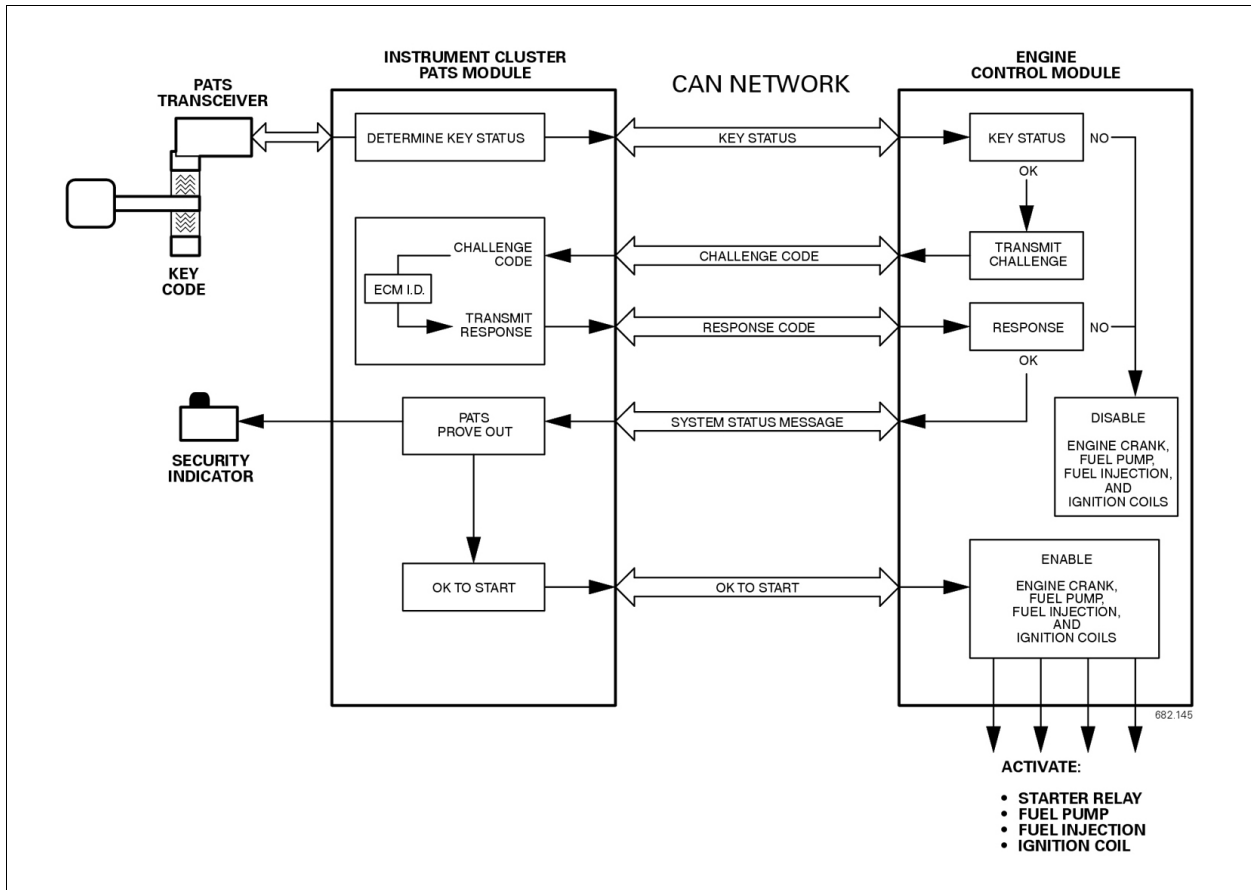 INSTRUMENT CLUSTER
PATS MODULE
CAN NETWORK
ENGINE
CONTROL MODULE
PATS
TRANSCEIVER
DETERMINE KEY STATUS
KEY STATUS
KEY STATUS
NO
OK
KEY
CODE
CHALLENGE
CODE
ECM I.D.
TRANSMIT
RESPONSE
CHALLENGE CODE
TRANSMIT
CHALLENGE
RESPONSE CODE
RESPONSE
NO
OK
SECURITY
INDICATOR
PATS
PROVE OUT
SYSTEM STATUS MESSAGE
DISABLE
ENGINE CRANK,
FUEL PUMP,
FUEL INJECTION,
AND
IGNITION COILS
OK TO START
OK TO START
ENABLE
ENGINE CRANK,
FUEL PUMP,
FUEL INJECTION,
AND
IGNITION COILS
682.145
ACTIVATE:
• STARTER RELAY
• FUEL PUMP
• FUEL INJECTION
• IGNITION COIL